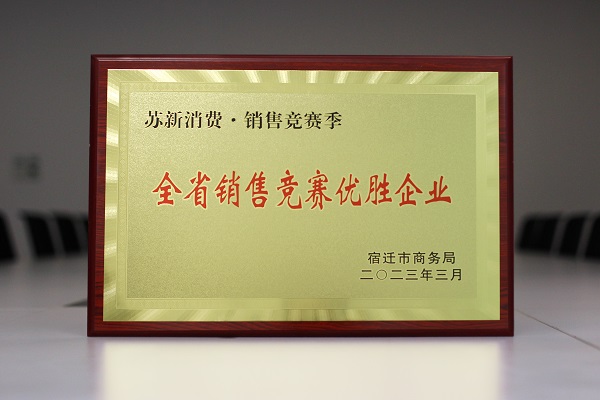 苏新消费·销售竞赛季
全省销售竞赛优胜企业
宿迁市商务局
二〇二三年三月